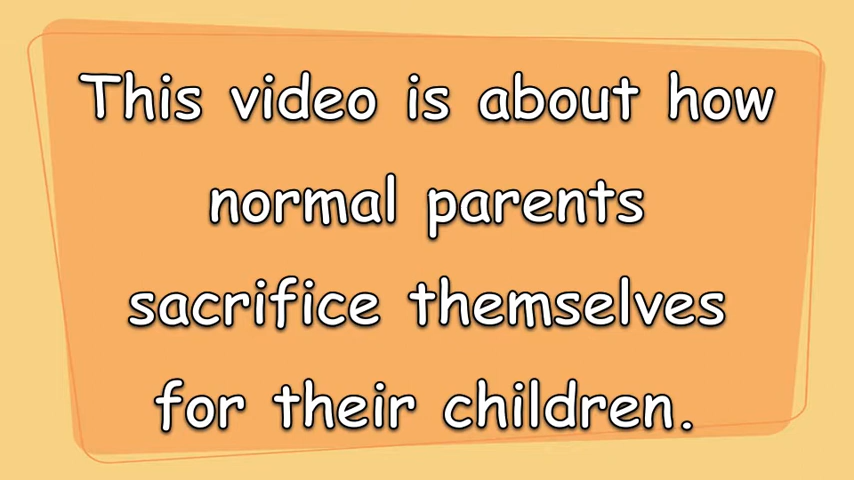 This video is about how
normal parents
sacrifice themselves
for their children.